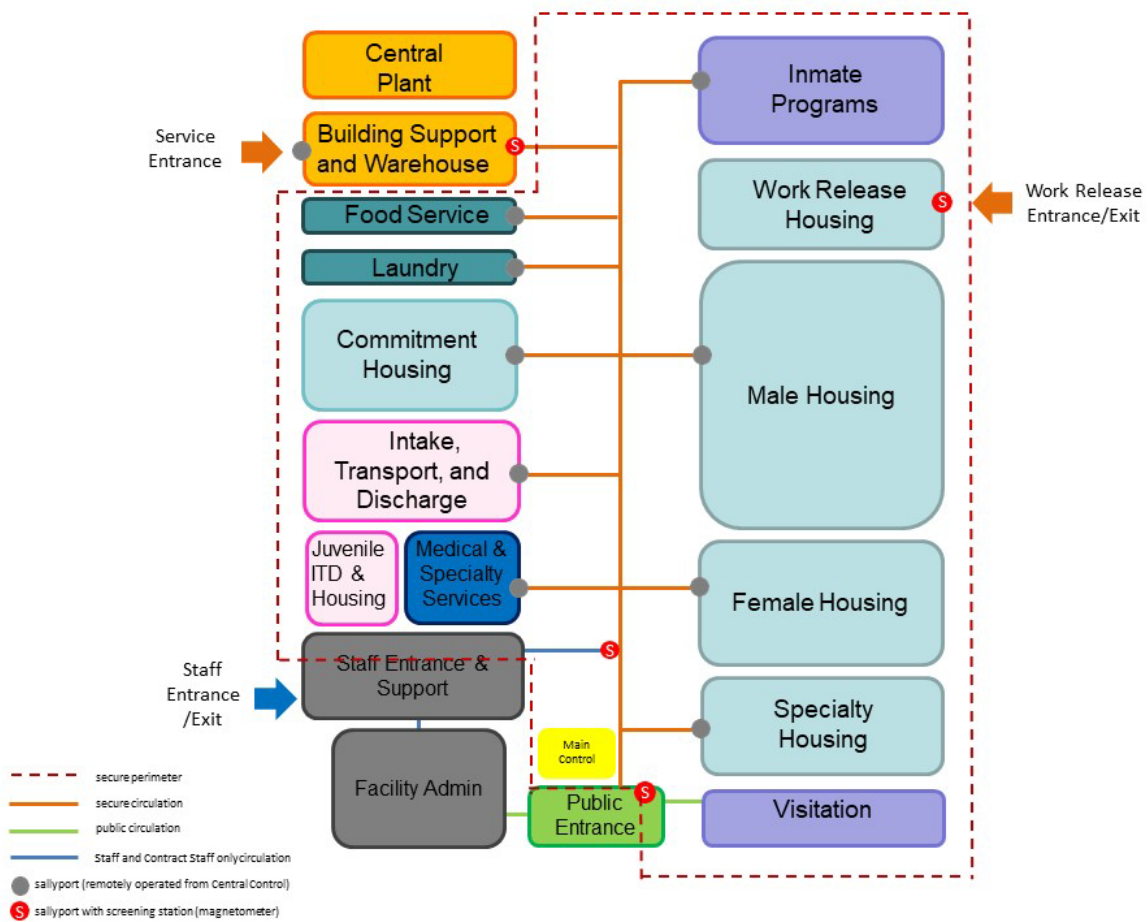 Central
Plant
Inmate
Programs
Service
Entrance
Building Support
and Warehouse
S
Work Release
Housing
S
Work Release
Entrance/Exit
Food Service
Laundry
Commitment
Housing
Male Housing
Intake,
Transport, and
Discharge
Juvenile
ITD &
Housing
Medical &
Specialty
Services
Female Housing
Staff
Entrance
/Exit
Staff Entrance &
Support
S
Specialty
Housing
Main
Control
Facility Admin
Public
Entrance
S
Visitation
secure perimeter
secure circulation
public circulation
Staff and Contract Staff onlycirculation
sallyport (remotely operated from Central Control)
S sallyport with screening station (magnetometer)